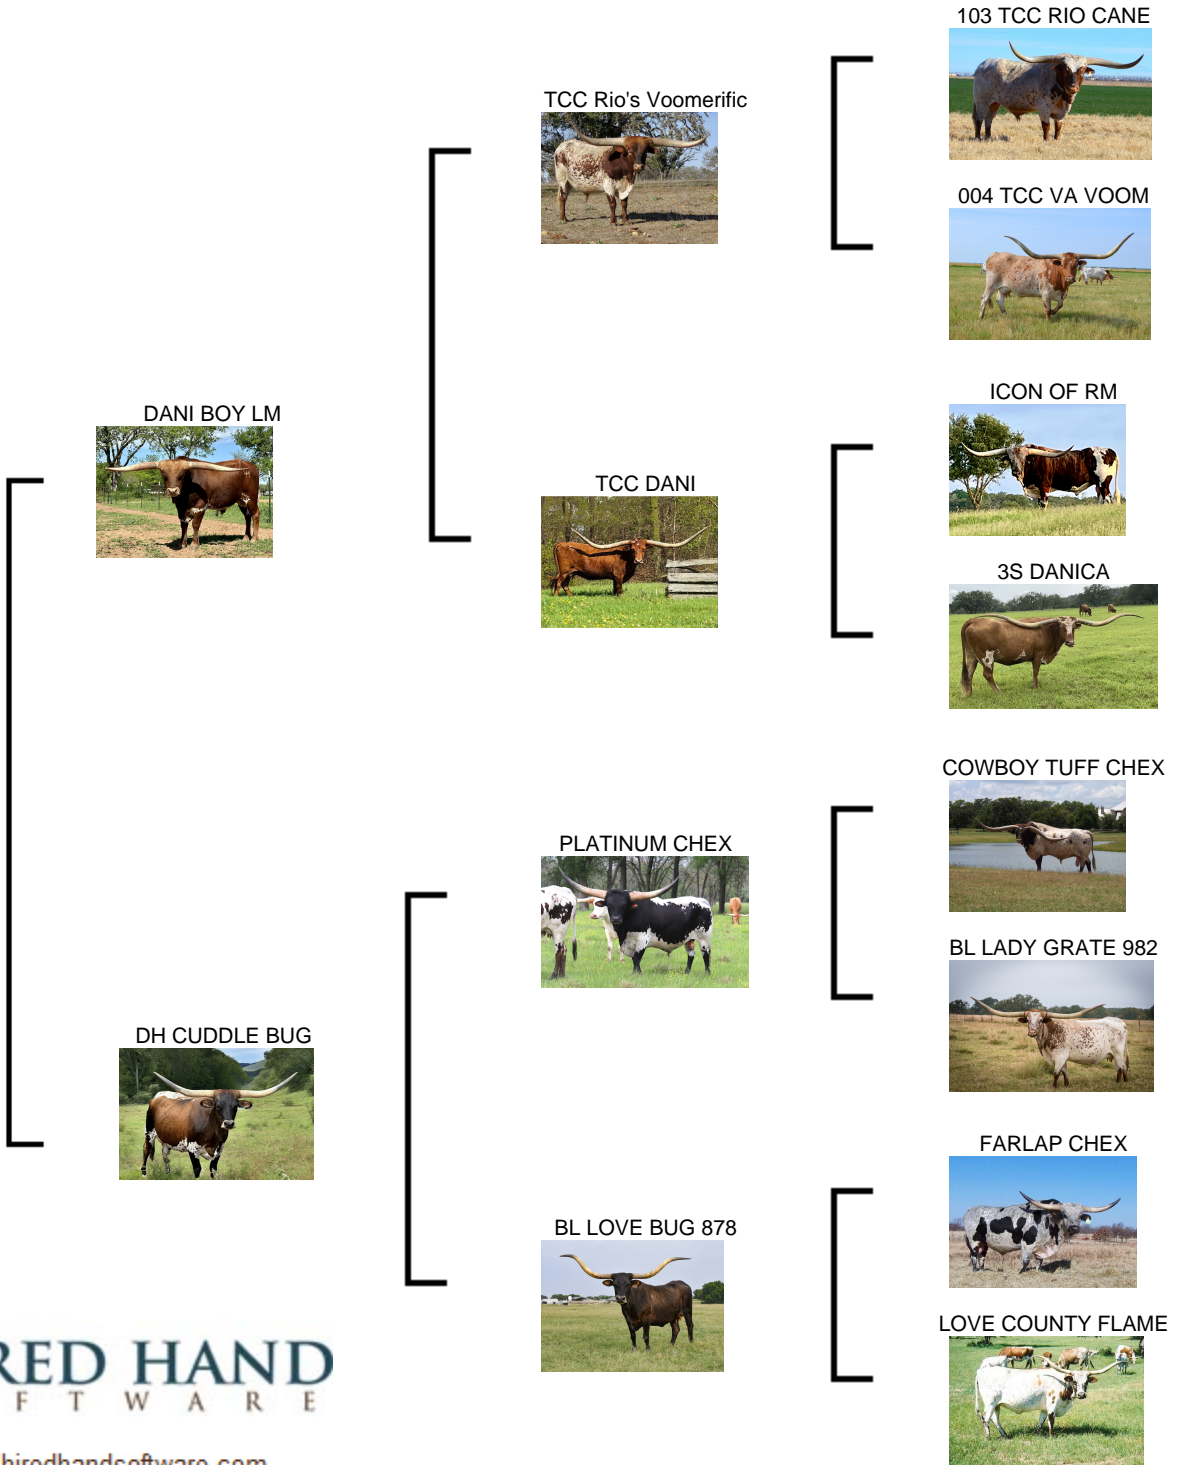 103 TCC RIO CANE
TCC Rio's Voomerific
004 TCC VA VOOM
DANI BOY LM
ICON OF RM
TCC DANI
3S DANICA
COWBOY TUFF CHEX
PLATINUM CHEX
BL LADY GRATE 982
DH CUDDLE BUG
FARLAP CHEX
BL LOVE BUG 878
LOVE COUNTY FLAME
RED HAND
F T W A R E
hiredhandsoftware.com